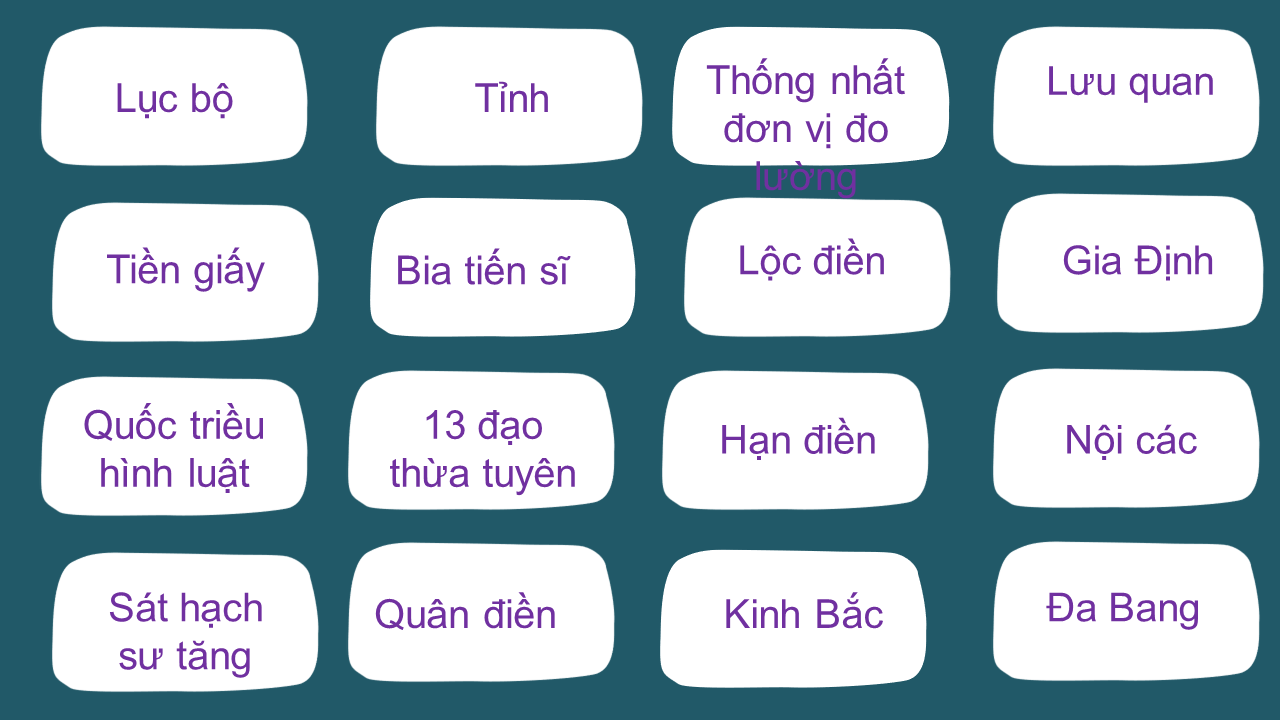 Lục bộ
Tỉnh
Thống nhất
đơn vị đo
lường
Lưu quan
Tiền giấy
Bia tiến sĩ
Lộc điền
Gia Định
Quốc triều
hình luật
13 đạo
thừa tuyên
Hạn điền
Nội các
Sát hạch
sư tăng
Quân điền
Kinh Bắc
Đa Bang